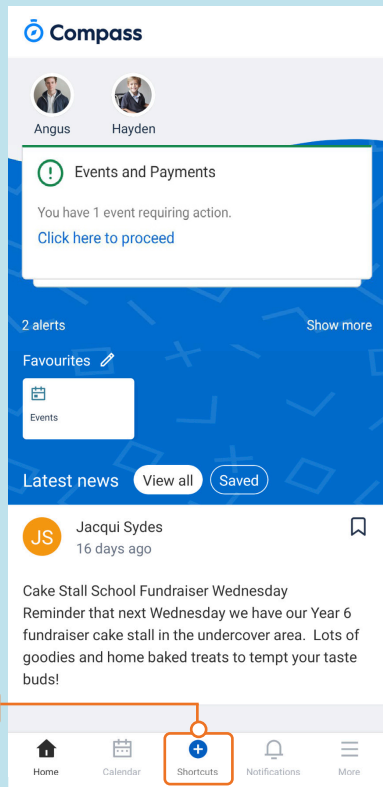 Compass
Angus Hayden
Events and Payments
You have 1 event requiring action.
Click here to proceed
2 alerts Show more
Favourites
Events
Latest news View all Saved
JS Jacqui Sydes
16 days ago
Cake Stall School Fundraiser Wednesday
Reminder that next Wednesday we have our Year 6
fundraiser cake stall in the undercover area.  Lots of
goodies and home baked treats to tempt your taste
buds!
Home Calendar Shortcuts Notifications More